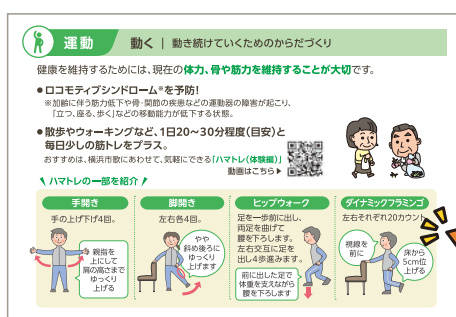 運動 動く｜動き続けていくためのからだづくり
健康を維持するためには、現在の体力、骨や筋力を維持することが大切です。
●ロコモティブシンドローム※を予防!
※加齢に伴う筋力低下や骨・関節の疾患などの運動器の障害が起こり、
「立つ、座る、歩く」などの移動能力が低下する状態。
●散歩やウォーキングなど、1日20～30分程度(目安)と
毎日少しの筋トレをプラス。
おすすめは、横浜市歌にあわせて、気軽にできる「ハマトレ(体験編)」
動画はこちら▶
ハマトレの一部を紹介
手開き
手の上げ下げ4回。
親指を
上にして
肩の高さまで
ゆっくり
上げる
脚開き
左右各4回。
やや
斜め後ろに
ゆっくり
上げます
ヒップウォーク
足を一歩前に出し、
両足を曲げて
腰を下ろします。
左右交互に足を
出し4歩進みます。
前に出した足で
体重を支えながら
腰を下ろします
ダイナミックフラミンゴ
左右それぞれ20カウント
視線を
前に
床から
5cm位
上げる